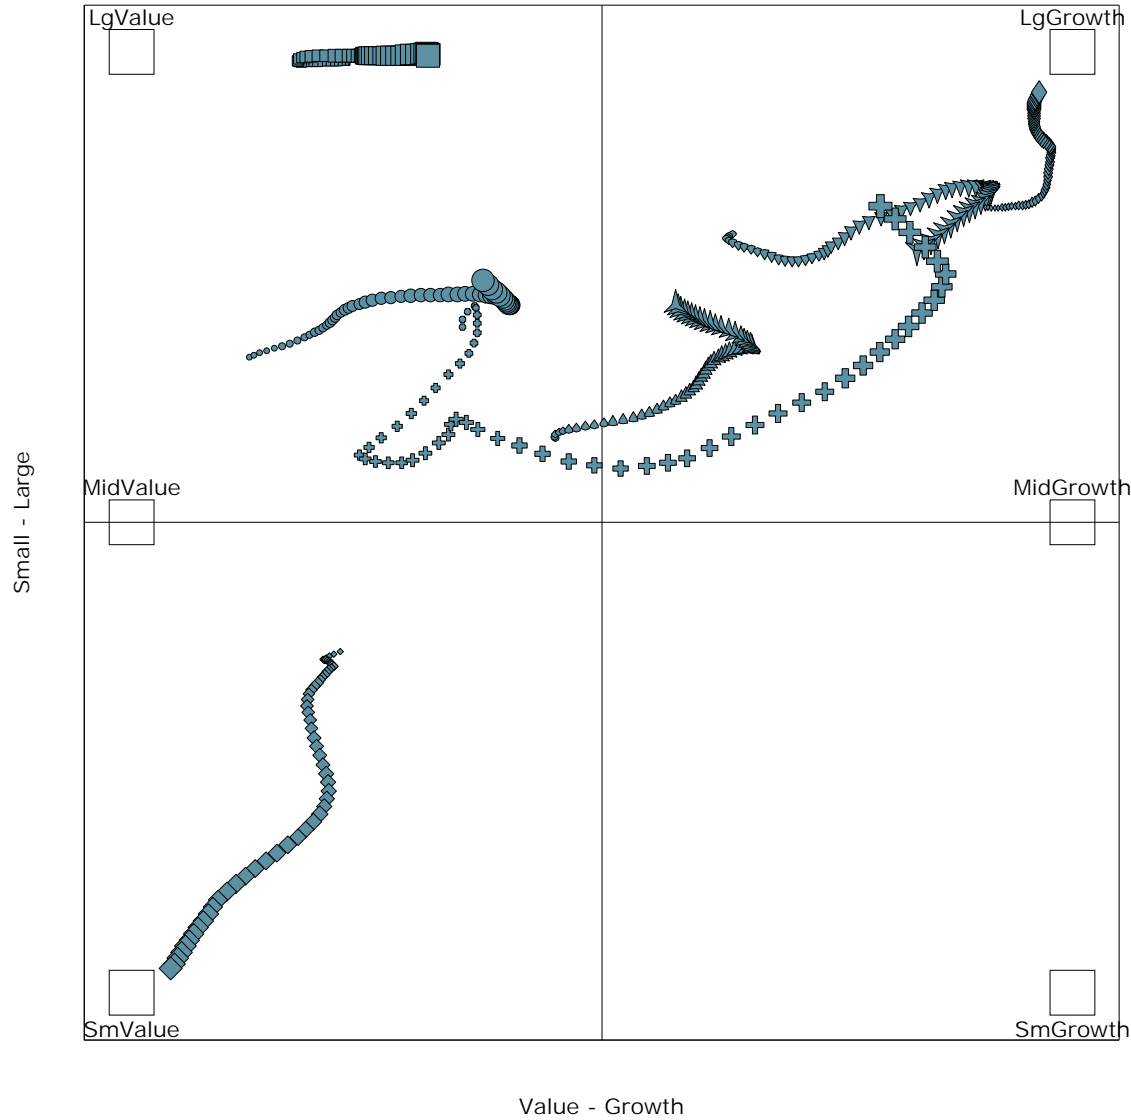 LgValue
LgGrowth
MidValue
MidGrowth
Small - Large
SmValue
SmGrowth
Value - Growth